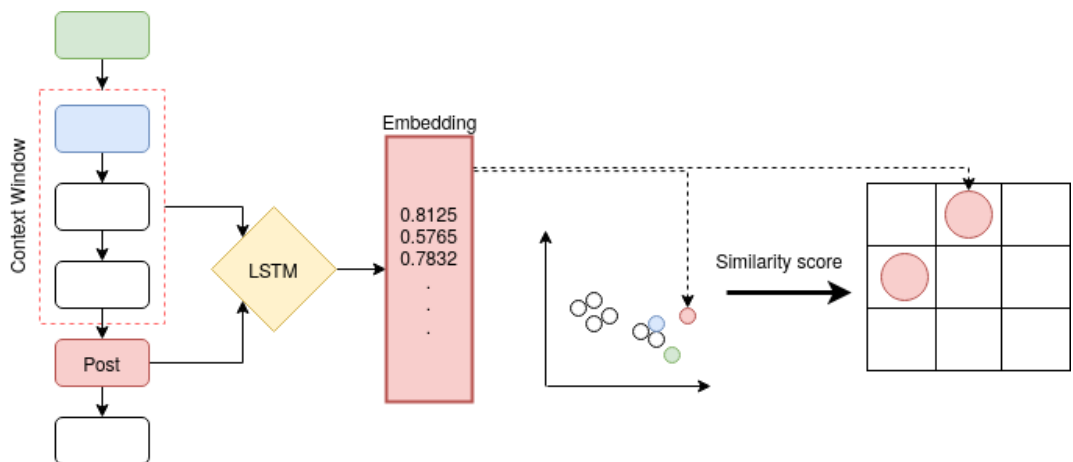 Context Window
Post
LSTM
Embedding
0.8125
0.5765
0.7832
.
.
.
Similarity score